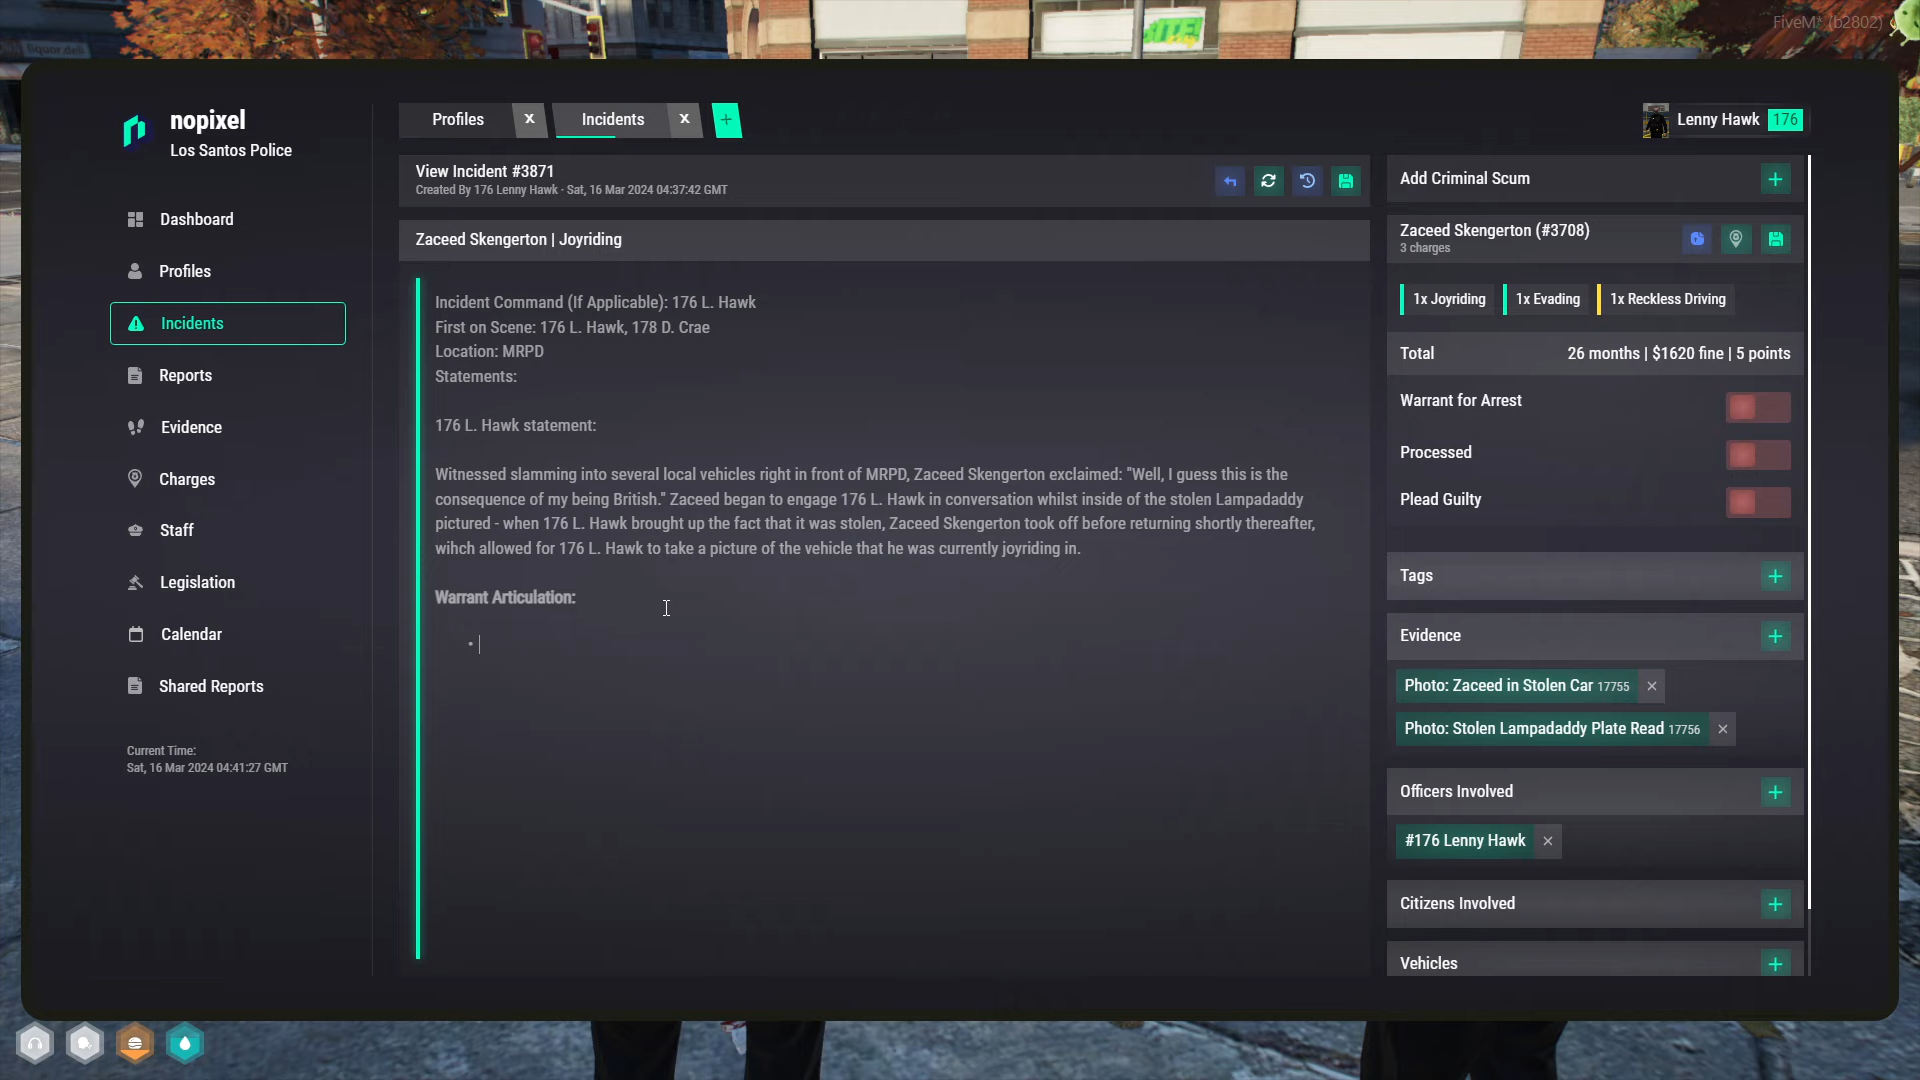 liquor.deli
FiveM* (b2802)
nopixel
Los Santos Police
Dashboard
Profiles
Incidents
Reports
Evidence
Charges
Staff
Legislation
Calendar
Shared Reports
Current Time:
Sat, 16 Mar 2024 04:41:27 GMT
Profiles x Incidents x +
Lenny Hawk 176
View Incident #3871
Created By 176 Lenny Hawk · Sat, 16 Mar 2024 04:37:42 GMT
Zaceed Skengerton | Joyriding
Incident Command (If Applicable): 176 L. Hawk
First on Scene: 176 L. Hawk, 178 D. Crae
Location: MRPD
Statements:
176 L. Hawk statement:
Witnessed slamming into several local vehicles right in front of MRPD, Zaceed Skengerton exclaimed: "Well, I guess this is the
consequence of my being British." Zaceed began to engage 176 L. Hawk in conversation whilst inside of the stolen Lampadaddy
pictured - when 176 L. Hawk brought up the fact that it was stolen, Zaceed Skengerton took off before returning shortly thereafter,
wihch allowed for 176 L. Hawk to take a picture of the vehicle that he was currently joyriding in.
Warrant Articulation:
•
Add Criminal Scum +
Zaceed Skengerton (#3708)
3 charges
1x Joyriding 1x Evading 1x Reckless Driving
Total 26 months | $1620 fine | 5 points
Warrant for Arrest
Processed
Plead Guilty
Tags +
Evidence +
Photo: Zaceed in Stolen Car 17755 ×
Photo: Stolen Lampadaddy Plate Read 17756 ×
Officers Involved +
#176 Lenny Hawk ×
Citizens Involved +
Vehicles +